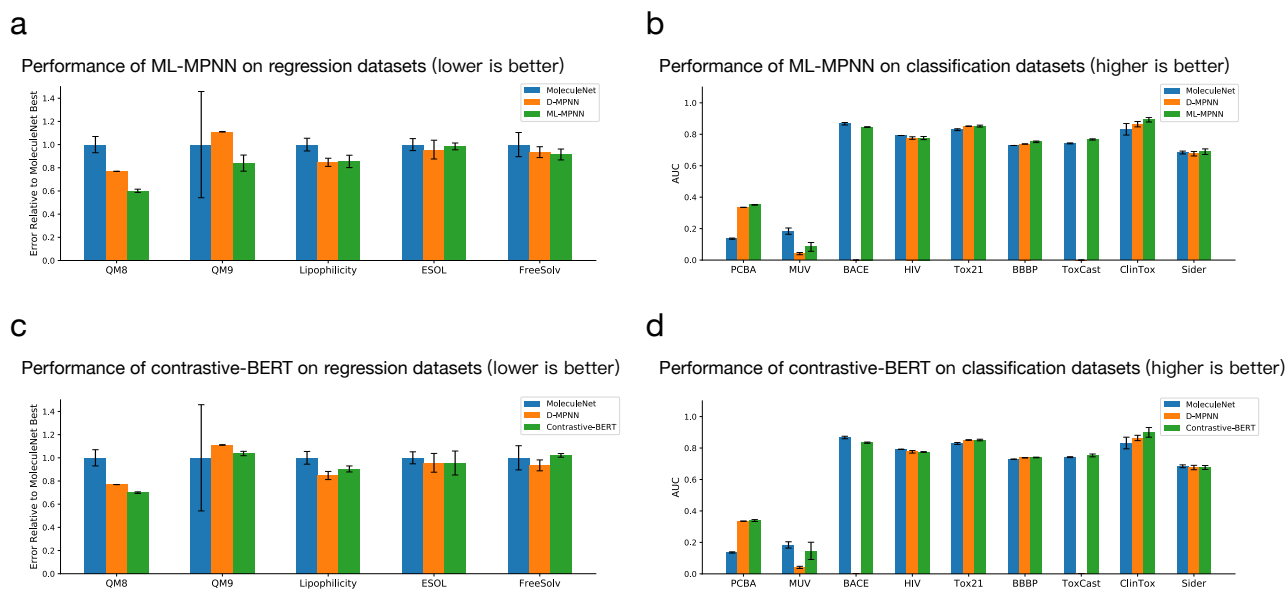 a
Performance of ML-MPNN on regression datasets (lower is better)
Error Relative to MoleculeNet Best
1.4
1.2
1.0
0.8
0.6
0.4
0.2
0.0
QM8 QM9 Lipophilicity ESOL FreeSolv
MoleculeNet
D-MPNN
ML-MPNN
b
Performance of ML-MPNN on classification datasets (higher is better)
AUC
1.0
0.8
0.6
0.4
0.2
0.0
PCBA MUV BACE HIV Tox21 BBBP ToxCast ClinTox Sider
MoleculeNet
D-MPNN
ML-MPNN
c
Performance of contrastive-BERT on regression datasets (lower is better)
Error Relative to MoleculeNet Best
1.4
1.2
1.0
0.8
0.6
0.4
0.2
0.0
QM8 QM9 Lipophilicity ESOL FreeSolv
MoleculeNet
D-MPNN
Contrastive-BERT
d
Performance of contrastive-BERT on classification datasets (higher is better)
AUC
1.0
0.8
0.6
0.4
0.2
0.0
PCBA MUV BACE HIV Tox21 BBBP ToxCast ClinTox Sider
MoleculeNet
D-MPNN
Contrastive-BERT